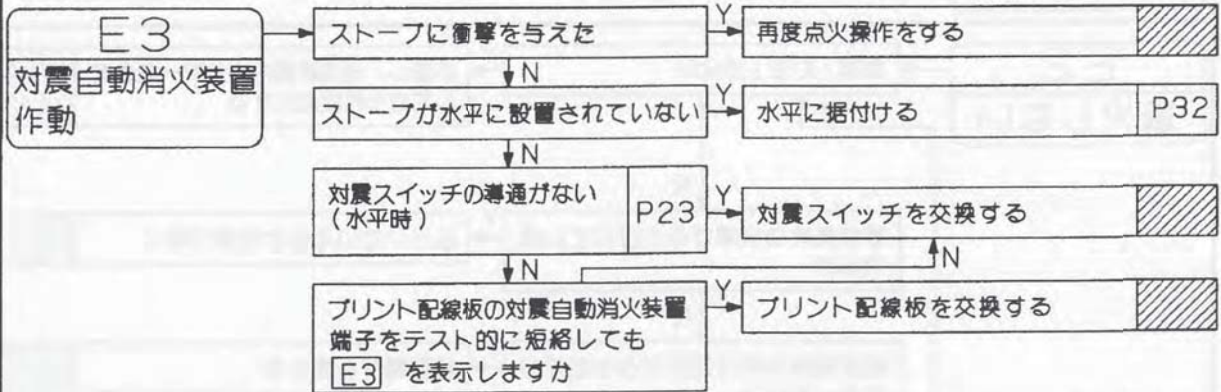 E3
対震自動消火装置
作動
ストーブに衝撃を与えた
Y
再度点火操作をする
N
ストーブが水平に設置されていない
Y
水平に据付ける
P32
N
対震スイッチの導通がない
(水平時)
P23
Y
対震スイッチを交換する
N
N
プリント配線板の対震自動消火装置
端子をテスト的に短絡しても
E3 を表示しますか
Y
プリント配線板を交換する